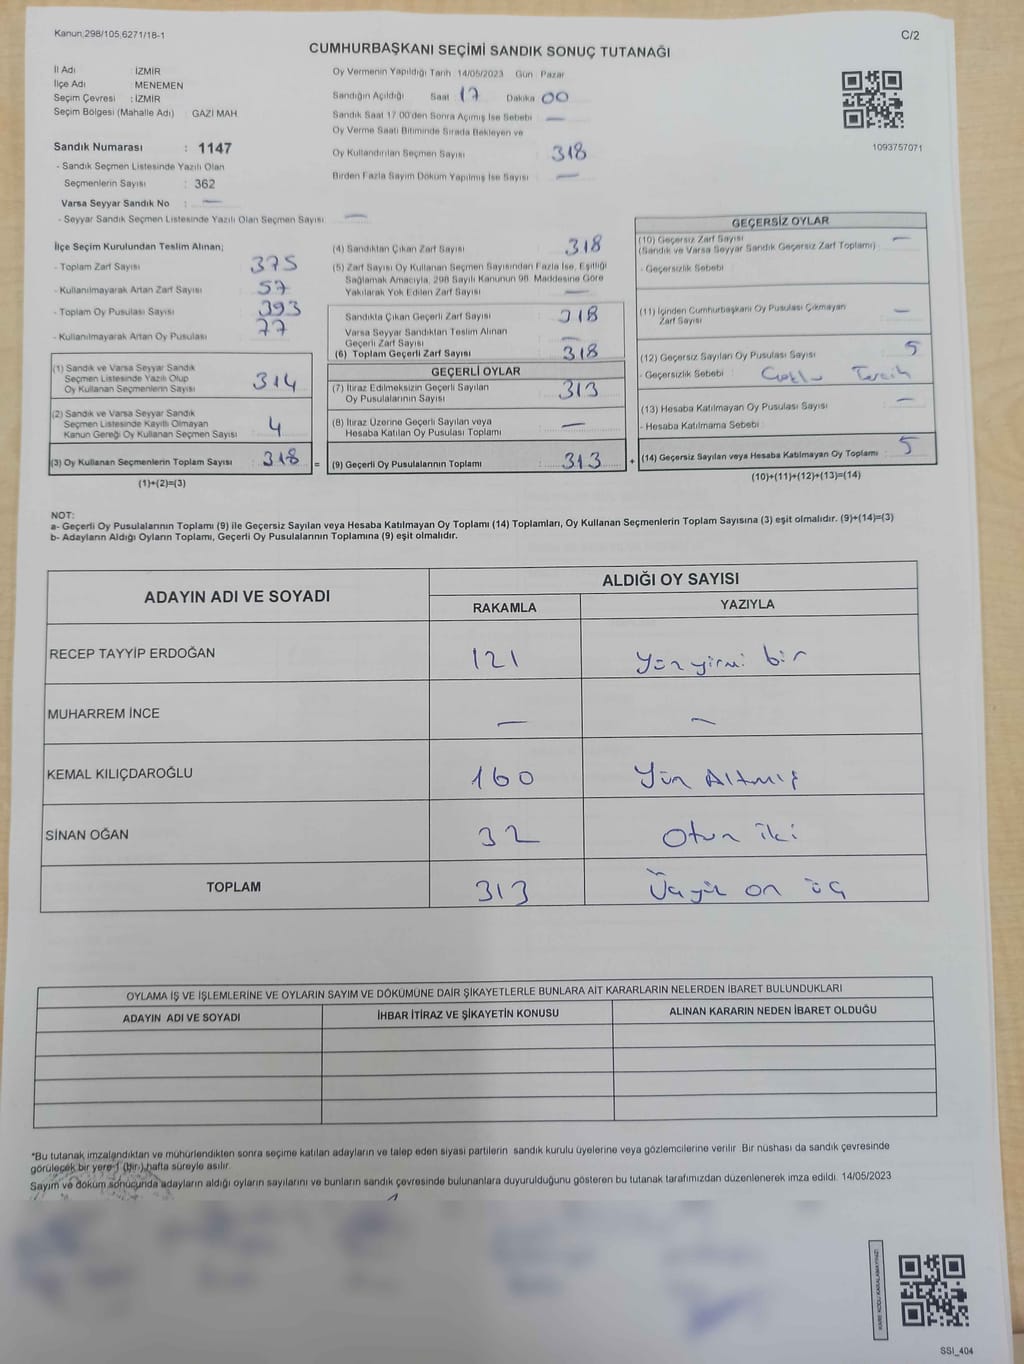 Kanun,298/105,6271/18-1
C/2
CUMHURBAŞKANI SEÇİMİ SANDIK SONUÇ TUTANAĞI
İl Adı : İZMİR
İlçe Adı : MENEMEN
Seçim Çevresi : İZMİR
Seçim Bölgesi (Mahalle Adı) : GAZİ MAH.
Oy Vermenin Yapıldığı Tarih 14/05/2023 Gün Pazar
Sandığın Açıldığı Saat 17 Dakika 00
Sandık Saat 17.00'den Sonra Açılmış İse Sebebi —
Oy Verme Saati Bitiminde Sırada Bekleyen ve
Oy Kullandırılan Seçmen Sayısı : 318
Birden Fazla Sayım Döküm Yapılmış İse Sayısı : —
1093757071
Sandık Numarası : 1147
- Sandık Seçmen Listesinde Yazılı Olan
Seçmenlerin Sayısı : 362
Varsa Seyyar Sandık No : —
- Seyyar Sandık Seçmen Listesinde Yazılı Olan Seçmen Sayısı : —
İlçe Seçim Kurulundan Teslim Alınan;
- Toplam Zarf Sayısı : 375
- Kullanılmayarak Artan Zarf Sayısı : 57
- Toplam Oy Pusulası Sayısı : 393
- Kullanılmayarak Artan Oy Pusulası : 77
(1) Sandık ve Varsa Seyyar Sandık
Seçmen Listesinde Yazılı Olup
Oy Kullanan Seçmenlerin Sayısı : 314
(2) Sandık ve Varsa Seyyar Sandık
Seçmen Listesinde Kayıtlı Olmayan
Kanun Gereği Oy Kullanan Seçmen Sayısı : 4
(3) Oy Kullanan Seçmenlerin Toplam Sayısı : 318 =
(1)+(2)=(3)
(4) Sandıktan Çıkan Zarf Sayısı : 318
(5) Zarf Sayısı Oy Kullanan Seçmen Sayısından Fazla İse, Eşitliği
Sağlamak Amacıyla, 298 Sayılı Kanunun 98. Maddesine Göre
Yakılarak Yok Edilen Zarf Sayısı : —
Sandıkla Çıkan Geçerli Zarf Sayısı : 318
Varsa Seyyar Sandıktan Teslim Alınan
Geçerli Zarf Sayısı : —
(6) Toplam Geçerli Zarf Sayısı : 318
GEÇERLİ OYLAR
(7) İtiraz Edilmeksizin Geçerli Sayılan
Oy Pusulalarının Sayısı : 313
(8) İtiraz Üzerine Geçerli Sayılan veya
Hesaba Katılan Oy Pusulası Toplamı : —
(9) Geçerli Oy Pusulalarının Toplamı : 313 +
GEÇERSİZ OYLAR
(10) Geçersiz Zarf Sayısı : —
(Sandık ve Varsa Seyyar Sandık Geçersiz Zarf Toplamı)
- Geçersizlik Sebebi :
(11) İçinden Cumhurbaşkanı Oy Pusulası Çıkmayan
Zarf Sayısı : —
(12) Geçersiz Sayılan Oy Pusulası Sayısı : 5
- Geçersizlik Sebebi : Çoklu Tercih
(13) Hesaba Katılmayan Oy Pusulası Sayısı : —
- Hesaba Katılmama Sebebi :
(14) Geçersiz Sayılan veya Hesaba Katılmayan Oy Toplamı : 5
(10)+(11)+(12)+(13)=(14)
NOT:
a- Geçerli Oy Pusulalarının Toplamı (9) ile Geçersiz Sayılan veya Hesaba Katılmayan Oy Toplamı (14) Toplamları, Oy Kullanan Seçmenlerin Toplam Sayısına (3) eşit olmalıdır. (9)+(14)=(3)
b- Adayların Aldığı Oyların Toplamı, Geçerli Oy Pusulalarının Toplamına (9) eşit olmalıdır.
ADAYIN ADI VE SOYADI
ALDIĞI OY SAYISI
RAKAMLA YAZIYLA
RECEP TAYYİP ERDOĞAN 121 Yüz yirmi bir
MUHARREM İNCE — —
KEMAL KILIÇDAROĞLU 160 Yüz Altmış
SİNAN OĞAN 32 Otuz iki
TOPLAM 313 Üçyüz on üç
OYLAMA İŞ VE İŞLEMLERİNE VE OYLARIN SAYIM VE DÖKÜMÜNE DAİR ŞİKAYETLERLE BUNLARA AİT KARARLARIN NELERDEN İBARET BULUNDUKLARI
ADAYIN ADI VE SOYADI İHBAR İTİRAZ VE ŞİKAYETİN KONUSU ALINAN KARARIN NEDEN İBARET OLDUĞU
*Bu tutanak imzalandıktan ve mühürlendikten sonra seçime katılan adayların ve talep eden siyasi partilerin sandık kurulu üyelerine veya gözlemcilerine verilir. Bir nüshası da sandık çevresinde
görülecek bir yere 1 (bir) hafta süreyle asılır.
Sayım ve döküm sonucunda adayların aldığı oyların sayılarını ve bunların sandık çevresinde bulunanlara duyurulduğunu gösteren bu tutanak tarafımızdan düzenlenerek imza edildi. 14/05/2023
KARE KODU KARALAMAYINIZ!
SSI_404